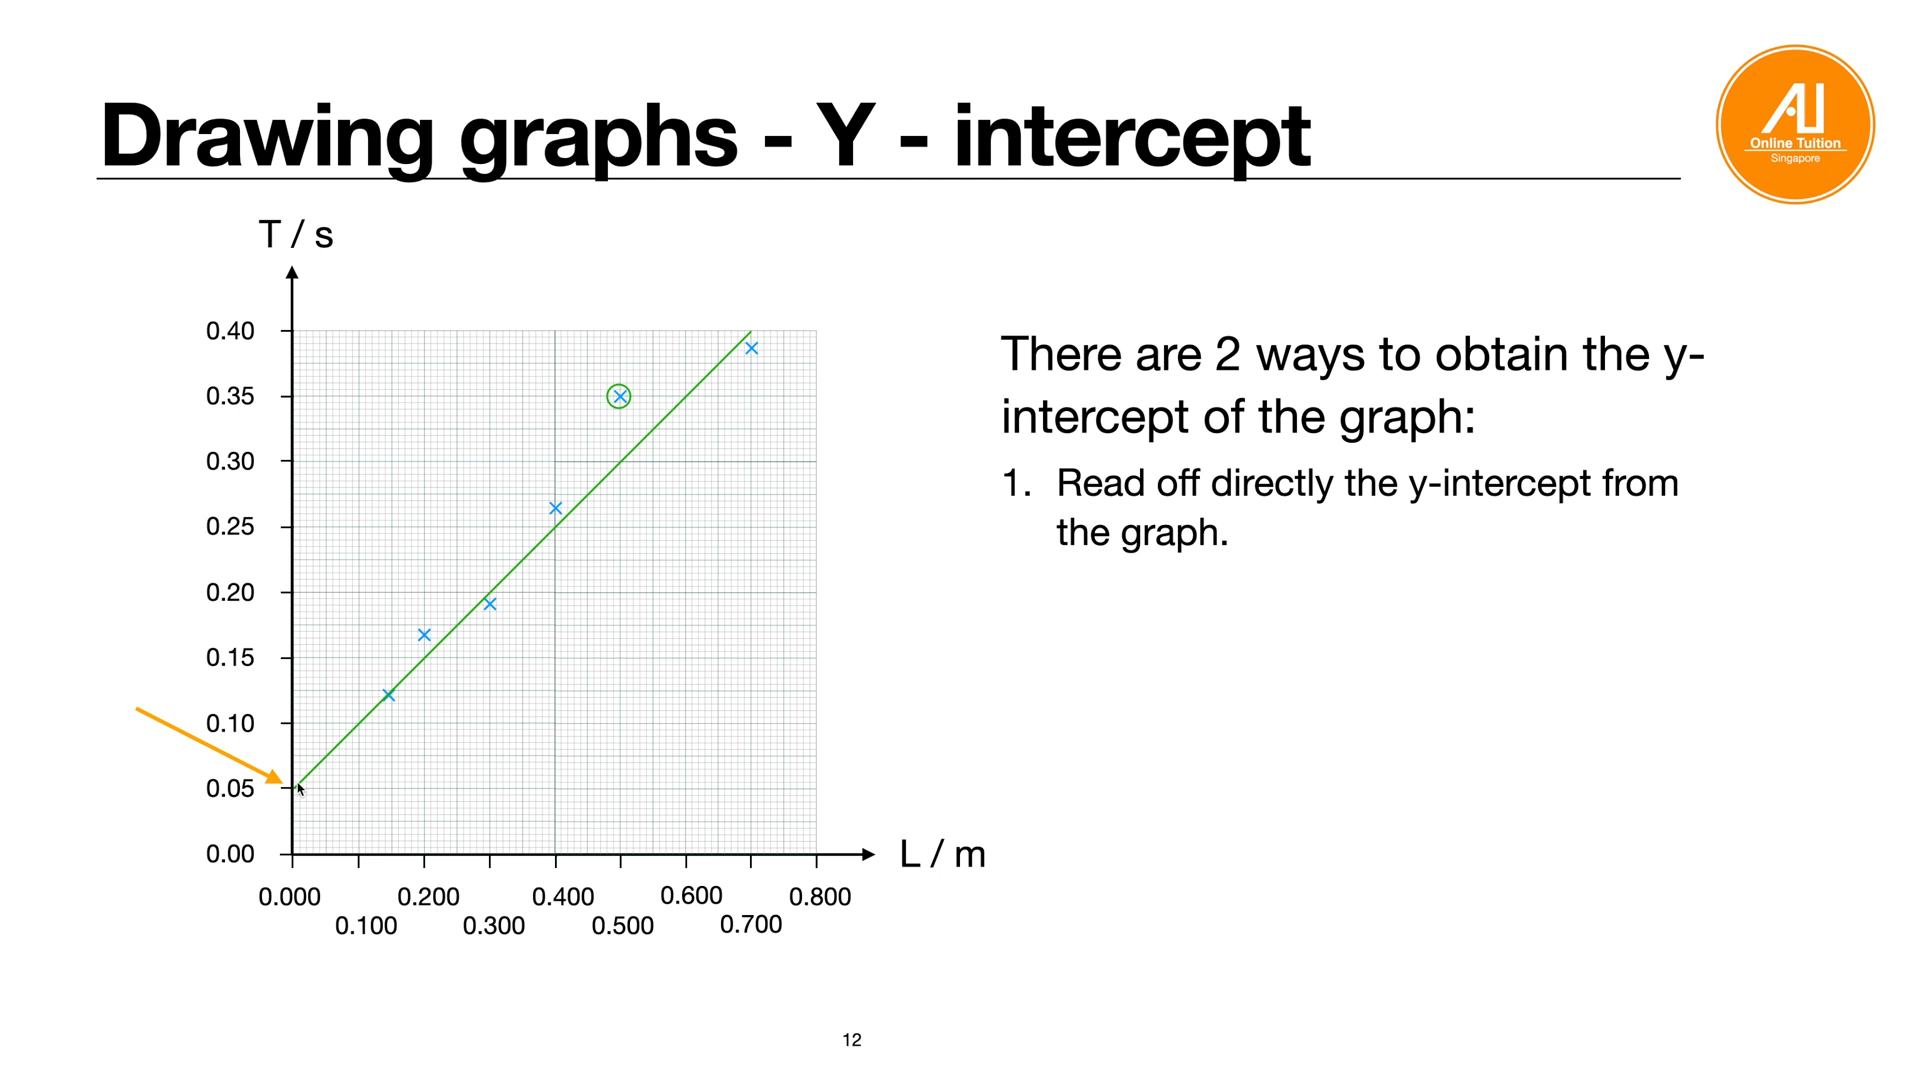 Drawing graphs - Y - intercept
AU
Online Tuition
Singapore
T / s
0.40
0.35
0.30
0.25
0.20
0.15
0.10
0.05
0.00
L / m
0.000
0.100
0.200
0.300
0.400
0.500
0.600
0.700
0.800
There are 2 ways to obtain the y-
intercept of the graph:
1. Read off directly the y-intercept from
the graph.
12